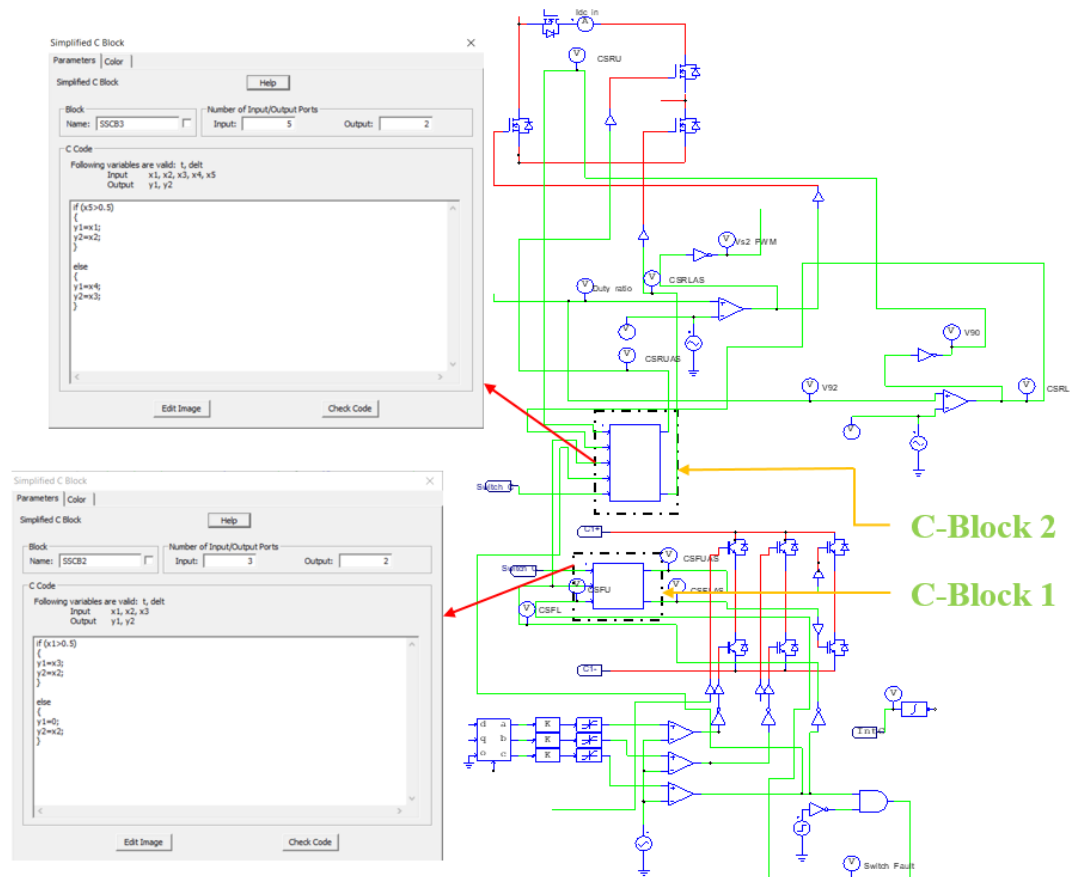 Simplified C Block
Parameters Color
Simplified C Block Help
Block
Name: SSCB3
Number of Input/Output Ports
Input: 5 Output: 2
C Code
Following variables are valid: t, delt
Input x1, x2, x3, x4, x5
Output y1, y2
if (x5>0.5)
{
y1=x1;
y2=x2;
}
else
{
y1=x4;
y2=x3;
}
Edit Image Check Code
Simplified C Block
Parameters Color
Simplified C Block Help
Block
Name: SSCB2
Number of Input/Output Ports
Input: 3 Output: 2
C Code
Following variables are valid: t, delt
Input x1, x2, x3
Output y1, y2
if (x1>0.5)
{
y1=x3;
y2=x2;
}
else
{
y1=0;
y2=x2;
}
Edit Image Check Code
Idc in
A
V CSRU
V Vs2 PWM
V CSRLAS
V Duty ratio
V
V CSRUAS
V V90
V V92
V CSRL
V
C-Block 2
C1+
V CSFUAS
V CSFU
V
C-Block 1
V CSFL
C1-
V
d a K
q b K
o c K
V Switch Fault